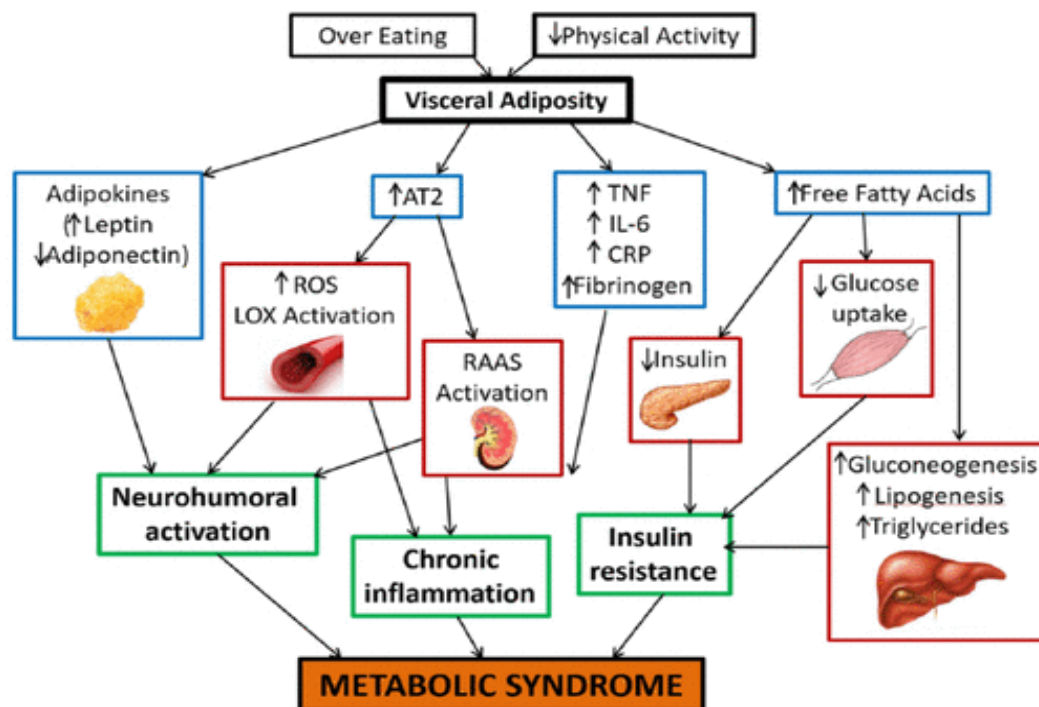 Over Eating
↓Physical Activity
Visceral Adiposity
Adipokines
(↑Leptin
↓Adiponectin)
↑AT2
↑ TNF
↑ IL-6
↑ CRP
↑Fibrinogen
↑Free Fatty Acids
↑ ROS
LOX Activation
RAAS
Activation
↓Insulin
↓ Glucose
uptake
↑Gluconeogenesis
↑ Lipogenesis
↑Triglycerides
Neurohumoral
activation
Chronic
inflammation
Insulin
resistance
METABOLIC SYNDROME